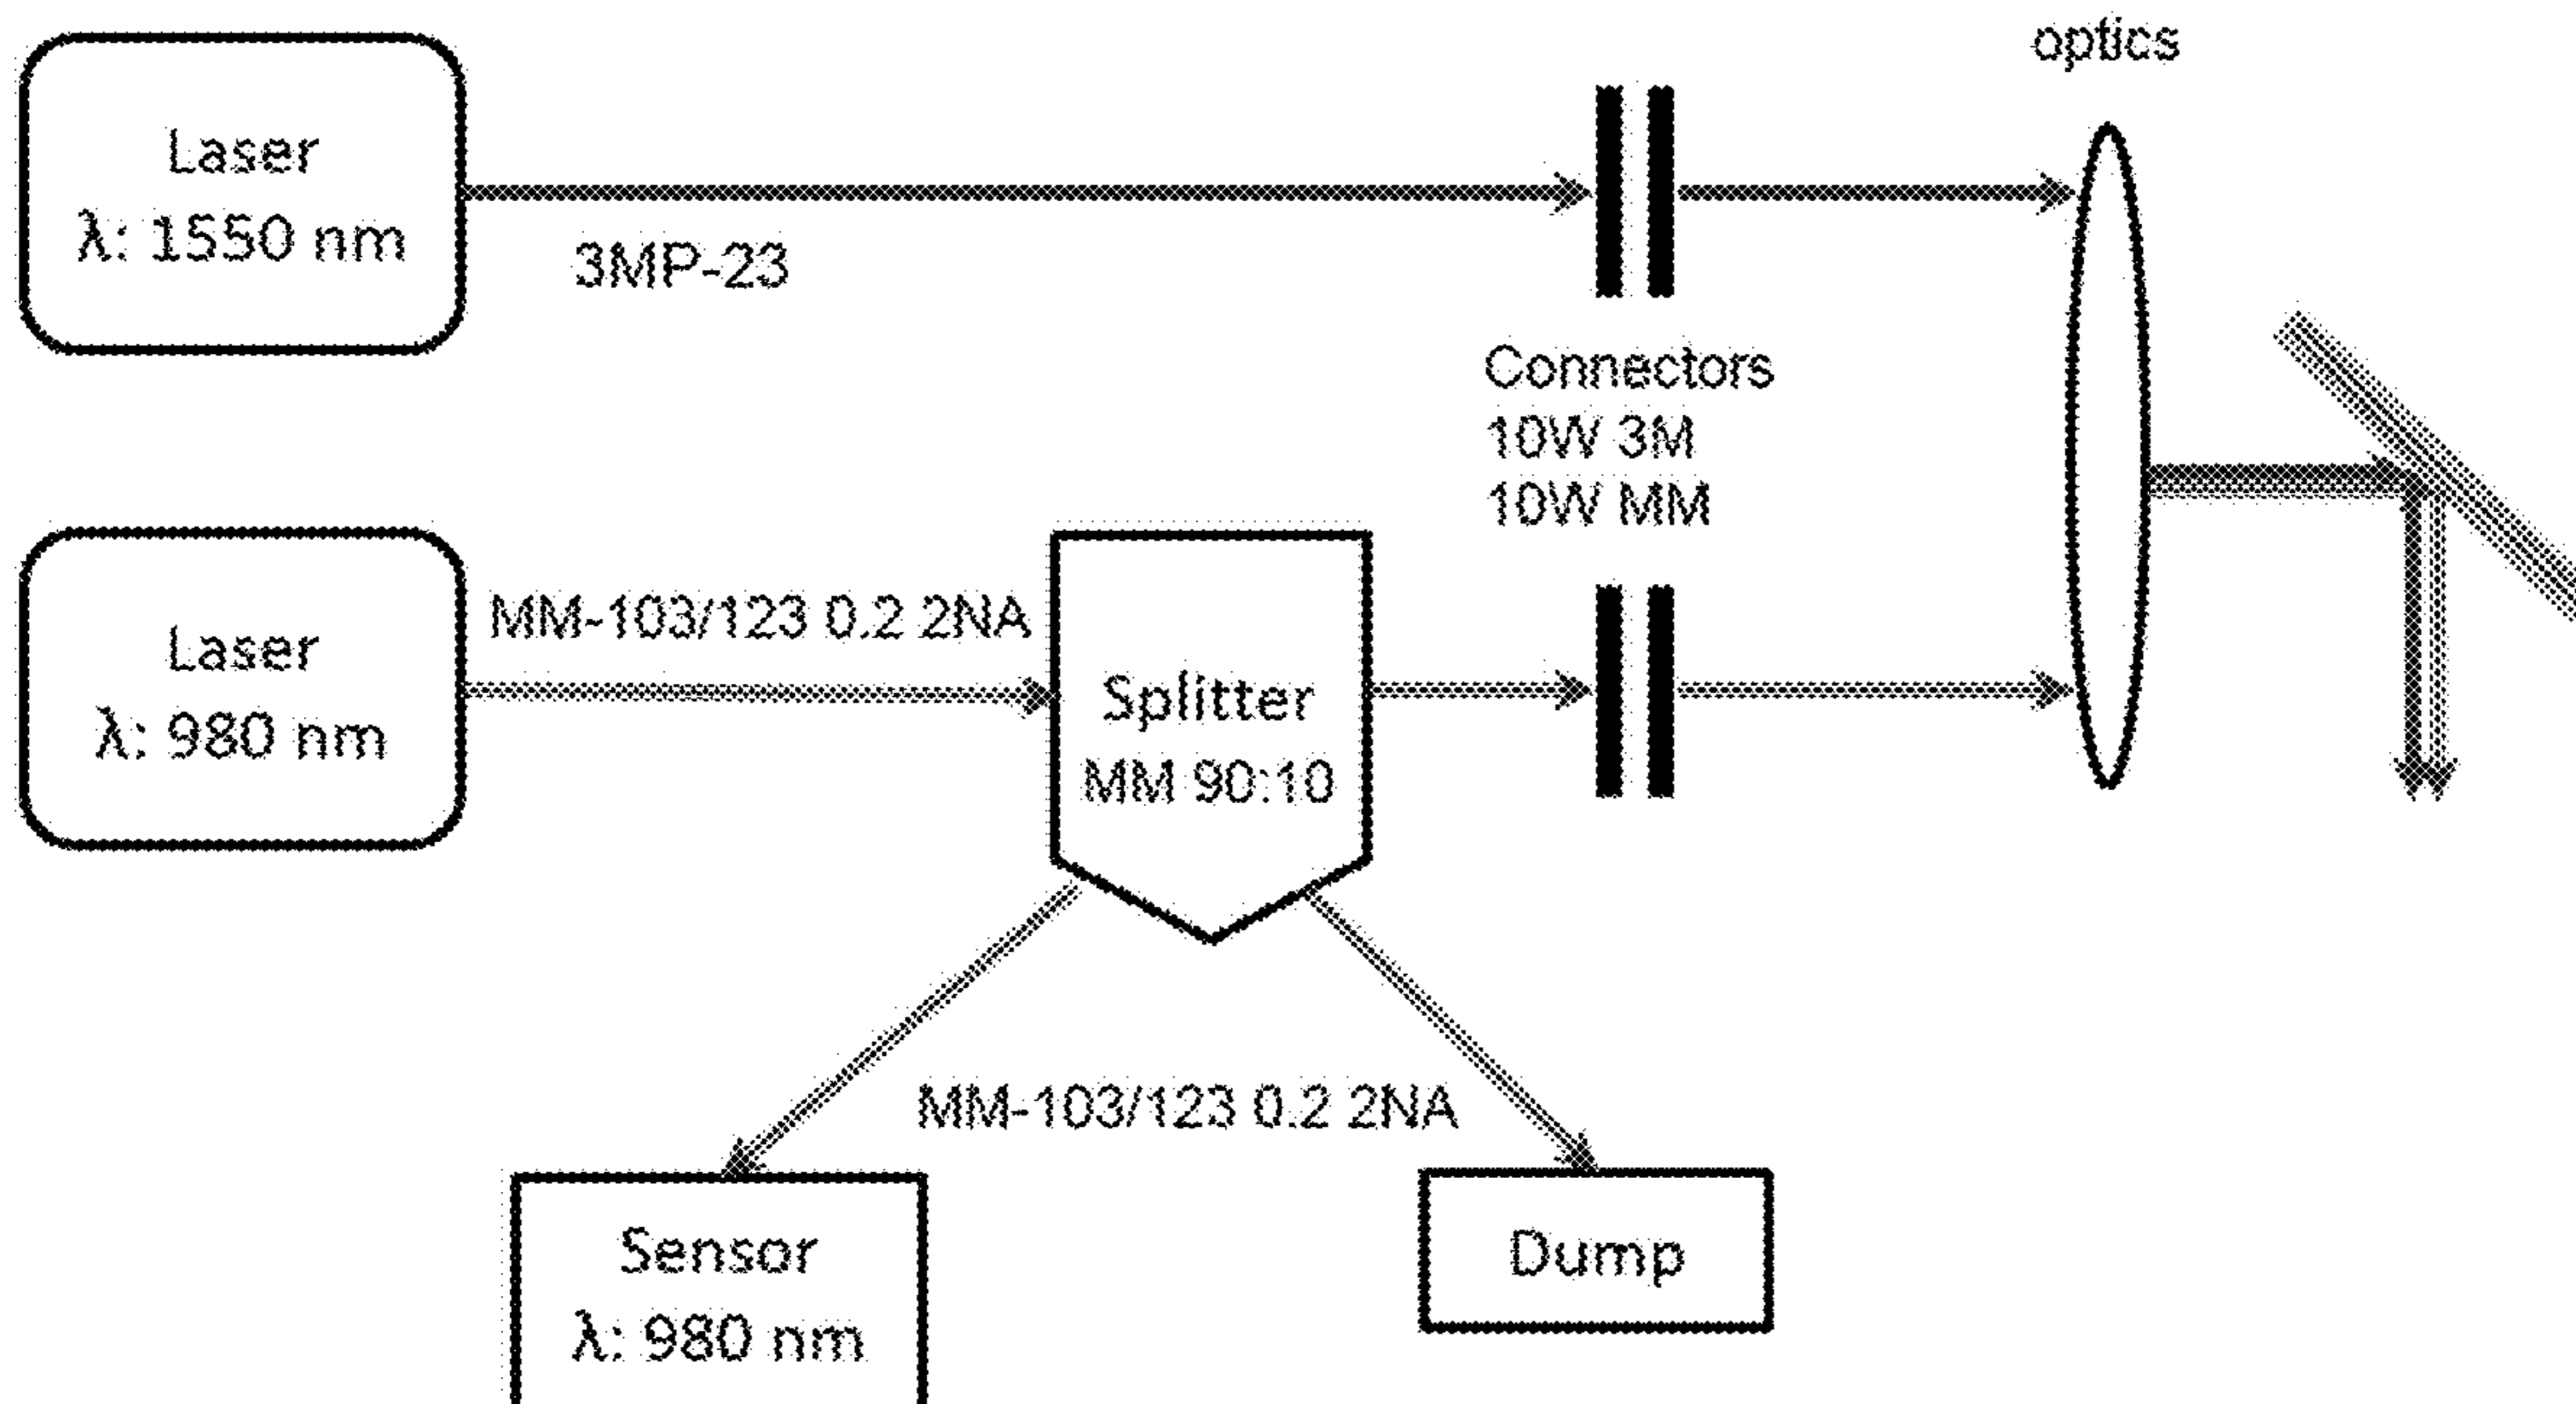 optics
Laser
λ: 1550 nm
3MP-23
Connectors
10W 3M
10W MM
Laser
λ: 980 nm
MM-103/123 0.2 2NA
Splitter
MM 90:10
MM-103/123 0.2 2NA
Sensor
λ: 980 nm
Dump